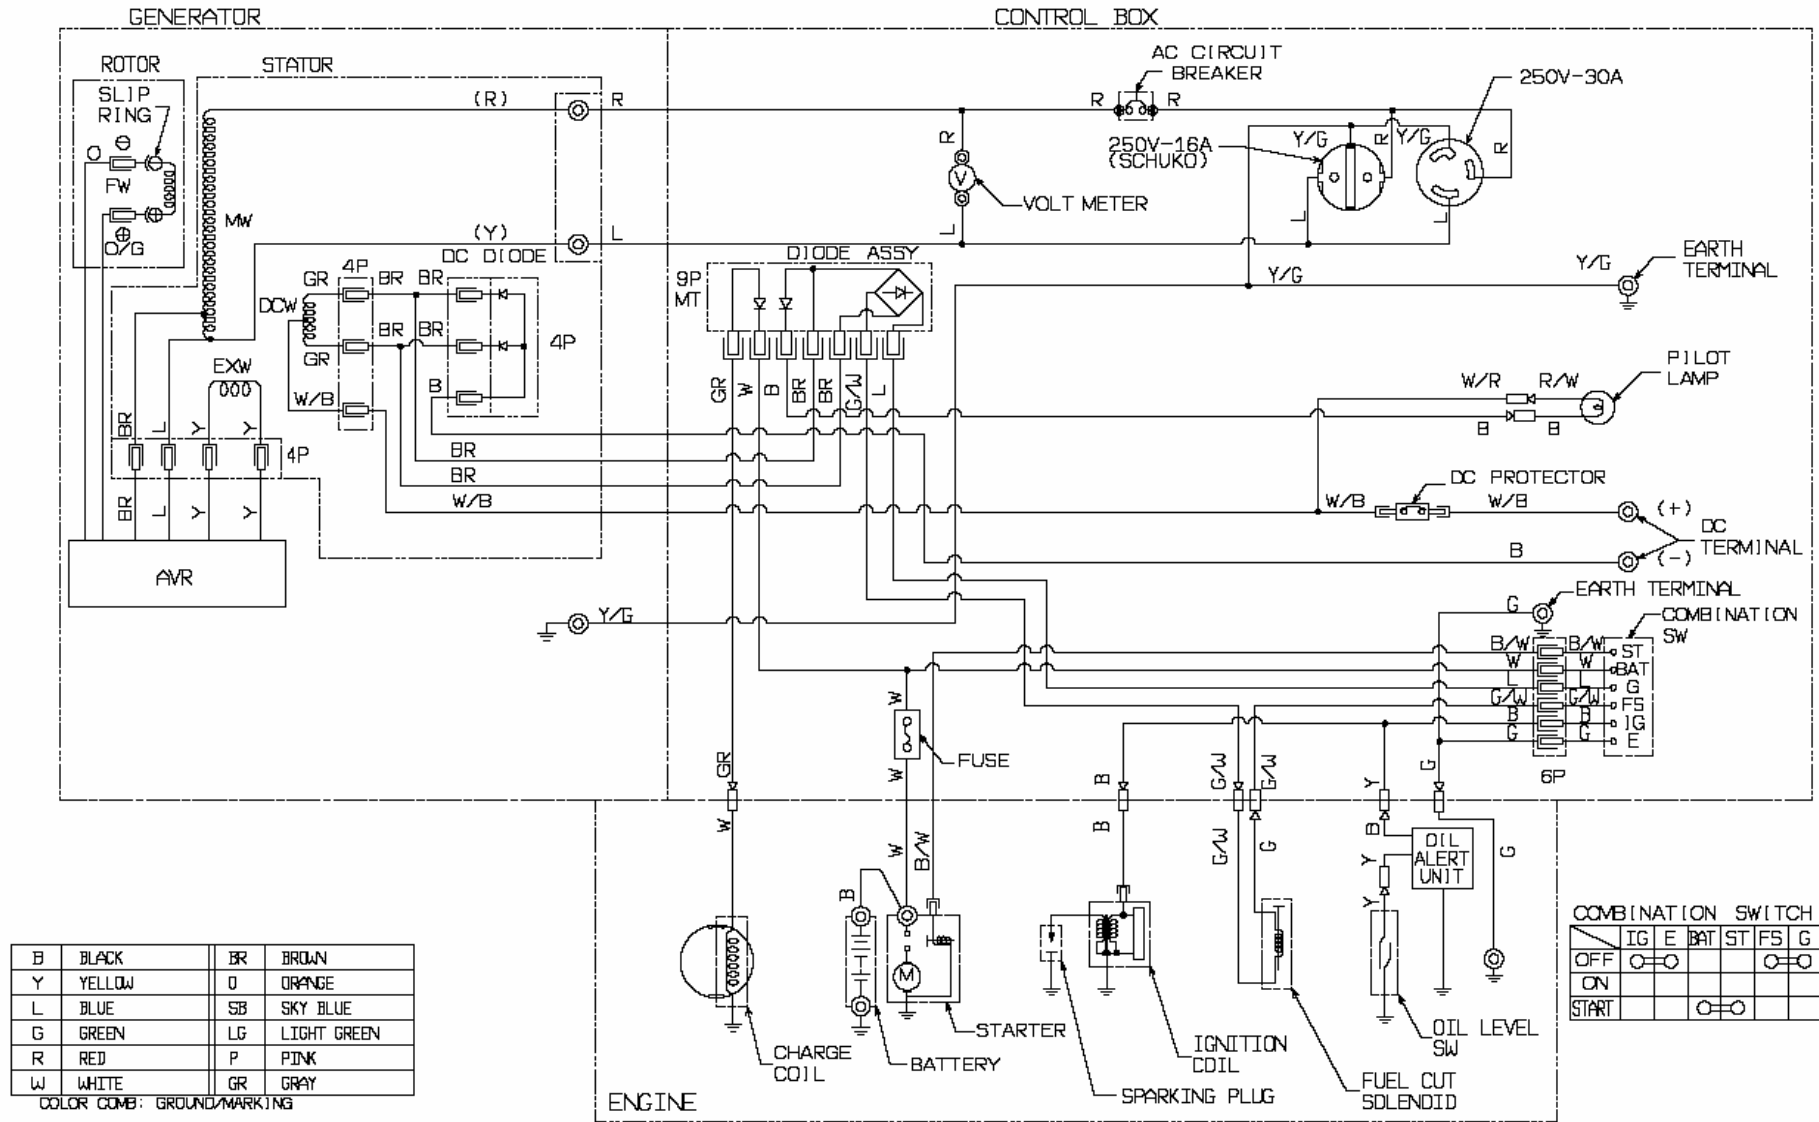 GENERATOR
CONTROL BOX
ROTOR
STATOR
SLIP
RING
(R)
R
R
AC CIRCUIT
BREAKER
R
250V-30A
O
FW
O/G
MW
R
V
VOLT METER
L
250V-16A
(SCHUKO)
Y/G
R
Y/G
R
L
L
(Y)
L
DC DIODE
DIODE ASSY
9P
MT
Y/G
Y/G
EARTH
TERMINAL
DCW
GR
4P
BR
BR
GR
BR
BR
4P
W/B
B
EXW
GR
W
B
BR
BR
G/W
L
W/R
R/W
PILOT
LAMP
B
B
BR
L
Y
Y
4P
BR
BR
W/B
BR
L
Y
Y
AVR
W/B
DC PROTECTOR
W/B
(+)
DC
TERMINAL
(-)
B
Y/G
G
EARTH TERMINAL
COMBINATION
SW
B/W
B/W
ST
W
W
BAT
L
L
G
G/W
G/W
FS
B
B
IG
G
G
E
6P
W
FUSE
W
GR
W
W
B/W
B
B
G/W
G/W
G/W
G
Y
B
Y
Y
G
G
OIL
ALERT
UNIT
B
M
CHARGE
COIL
BATTERY
STARTER
SPARKING PLUG
IGNITION
COIL
FUEL CUT
SOLENOID
OIL LEVEL
SW
ENGINE
COMBINATION SWITCH
IG E BAT ST FS G
OFF
ON
START
B BLACK BR BROWN
Y YELLOW O ORANGE
L BLUE SB SKY BLUE
G GREEN LG LIGHT GREEN
R RED P PINK
W WHITE GR GRAY
COLOR COMB: GROUND/MARKING